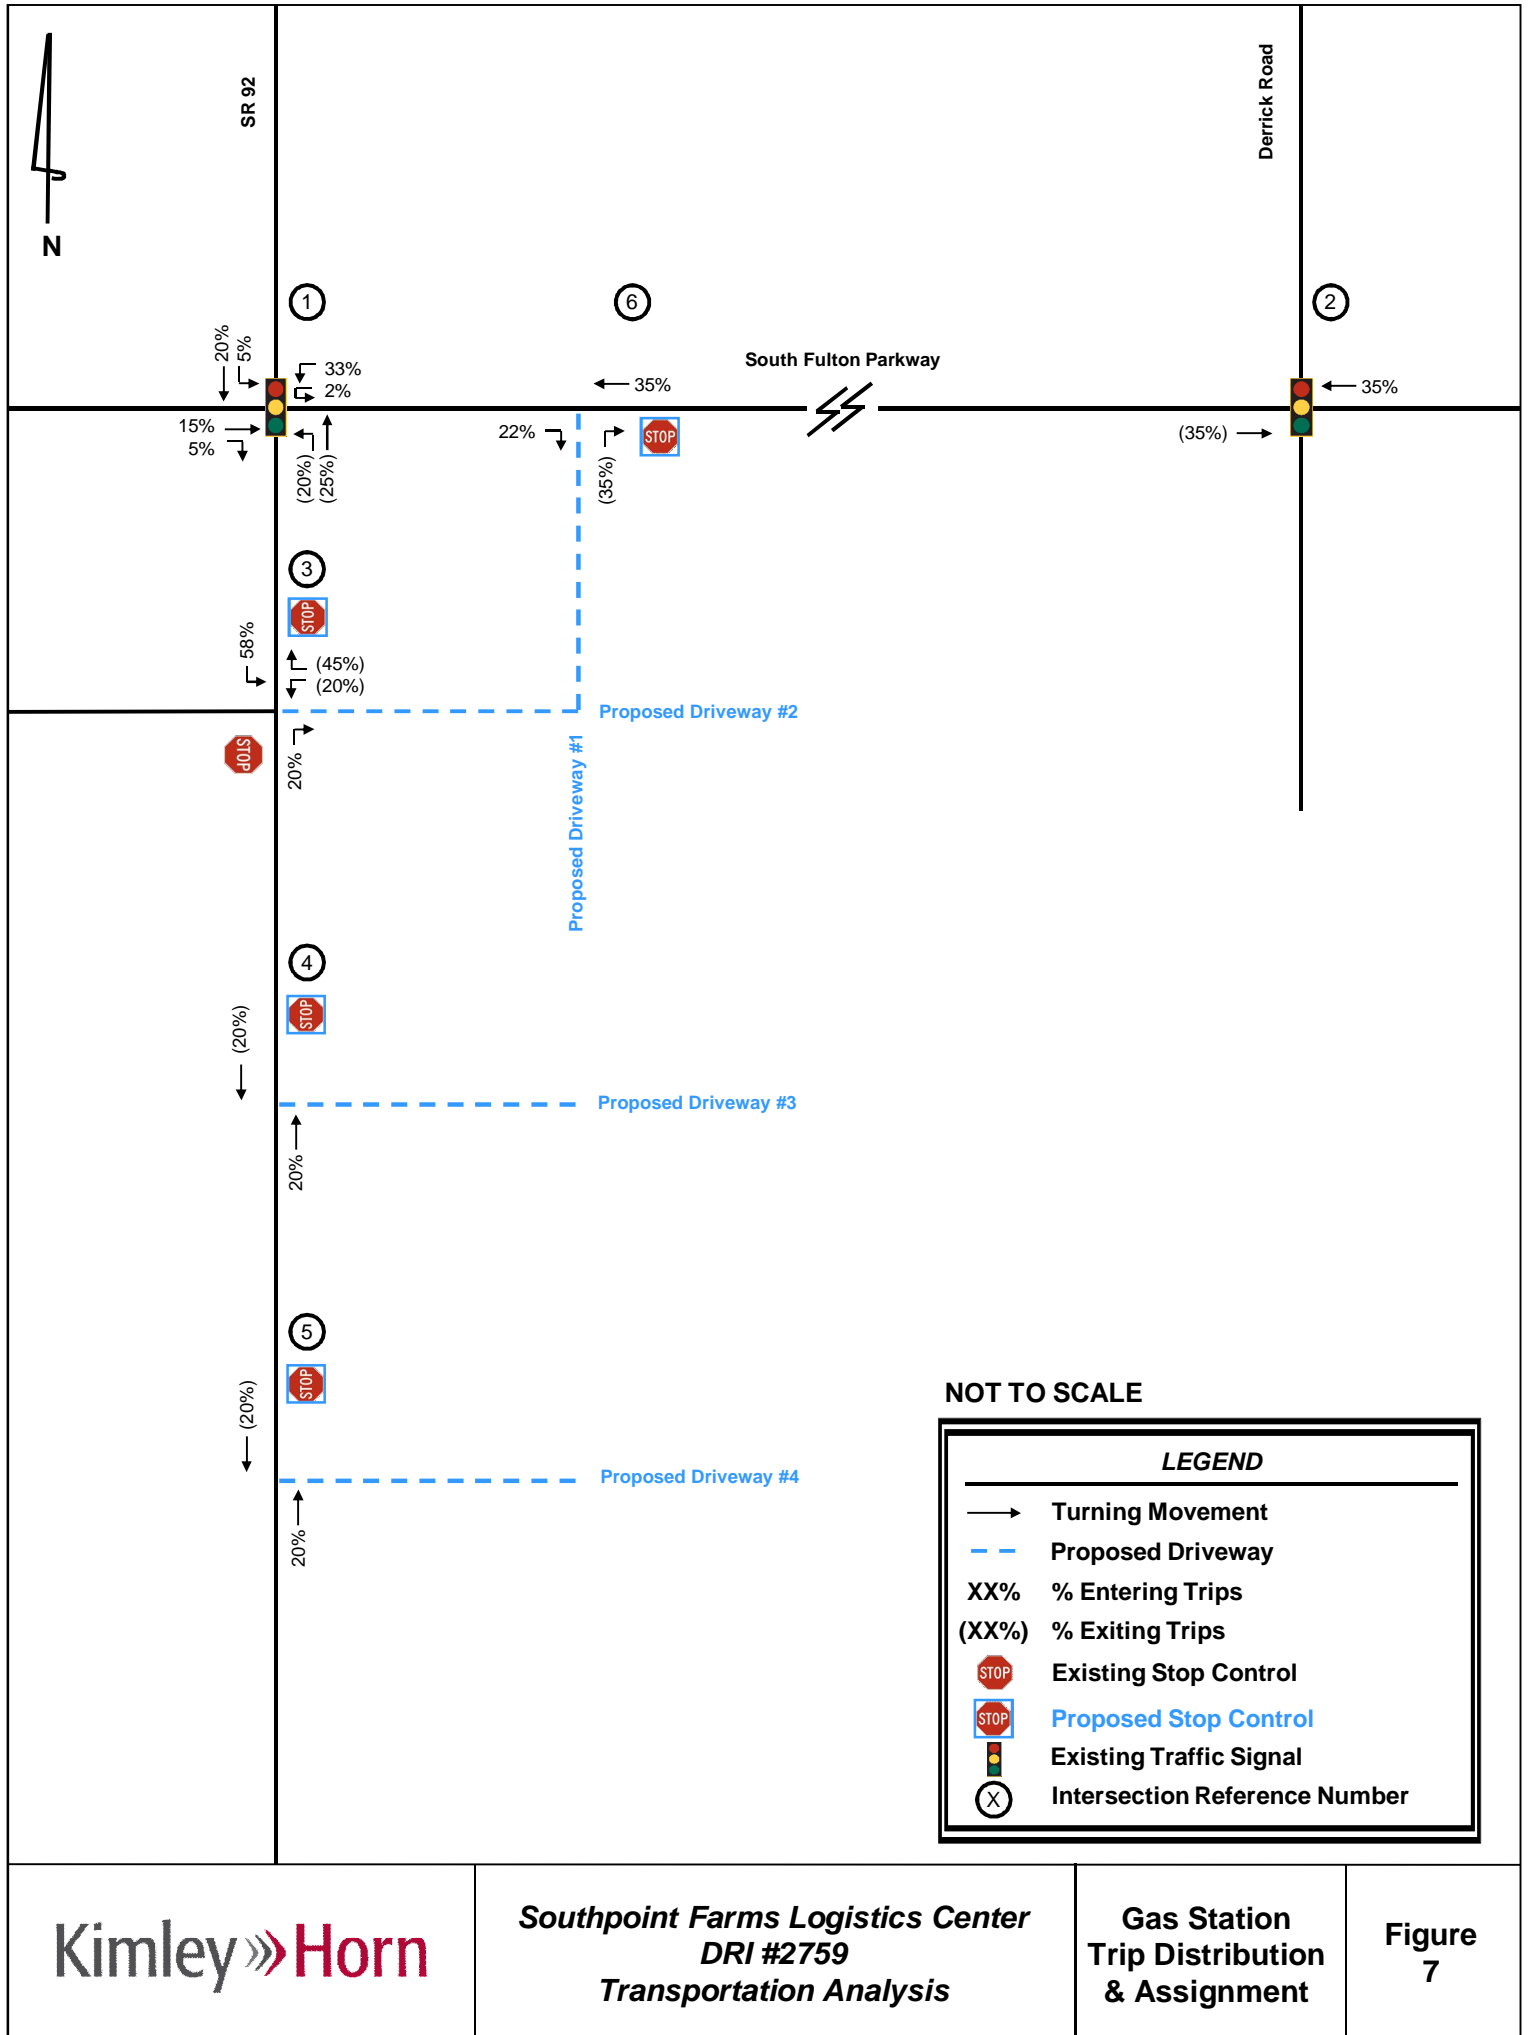 SR 92
Derrick Road
N
1
6
2
20%
5%
33%
2%
South Fulton Parkway
35%
35%
15%
5%
22%
STOP
(35%)
(20%)
(25%)
(35%)
3
STOP
58%
(45%)
(20%)
Proposed Driveway #2
STOP
20%
Proposed Driveway #1
4
STOP
(20%)
Proposed Driveway #3
20%
5
STOP
(20%)
Proposed Driveway #4
20%
NOT TO SCALE
LEGEND
Turning Movement
Proposed Driveway
XX% % Entering Trips
(XX%) % Exiting Trips
STOP Existing Stop Control
STOP Proposed Stop Control
Existing Traffic Signal
X Intersection Reference Number
Kimley Horn
Southpoint Farms Logistics Center
DRI #2759
Transportation Analysis
Gas Station
Trip Distribution
& Assignment
Figure
7